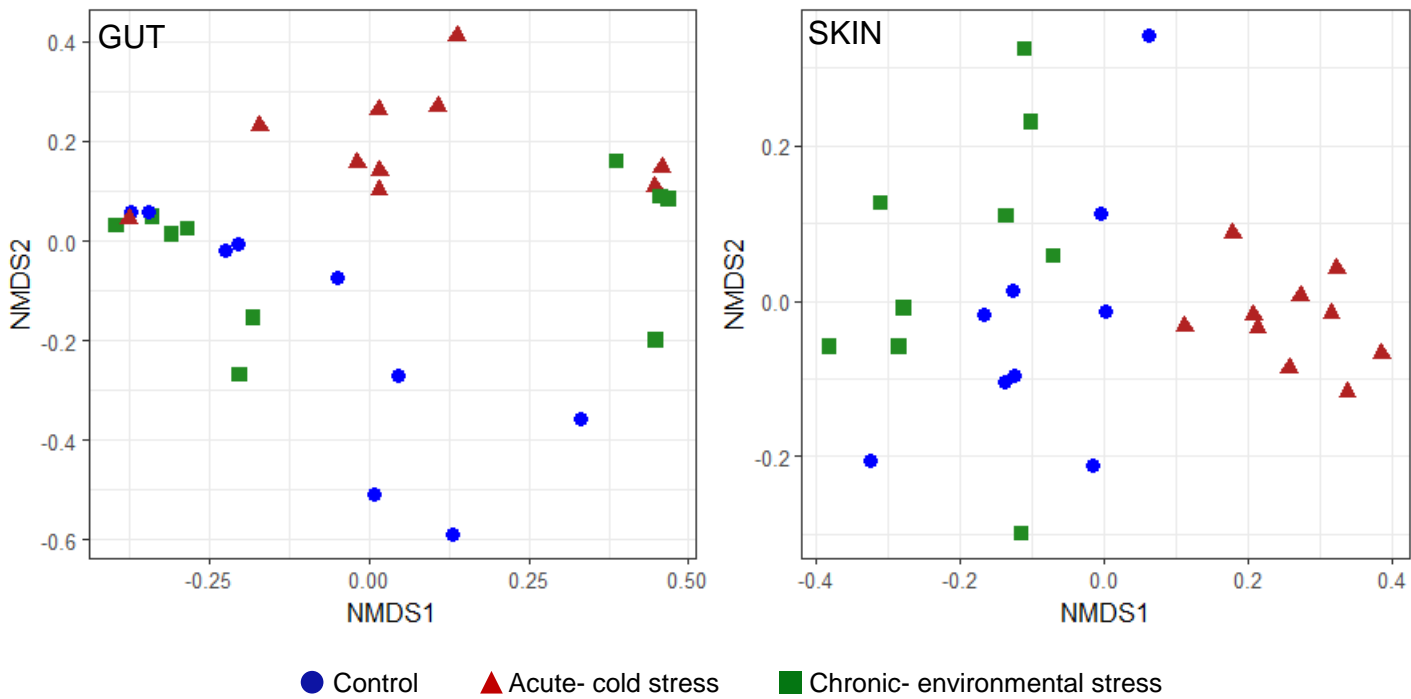 GUT
0.4
0.2
0.0
-0.2
-0.4
-0.6
NMDS2
-0.25
0.00
0.25
0.50
NMDS1
SKIN
0.2
0.0
-0.2
NMDS2
-0.4
-0.2
0.0
0.2
0.4
NMDS1
Control
Acute- cold stress
Chronic- environmental stress